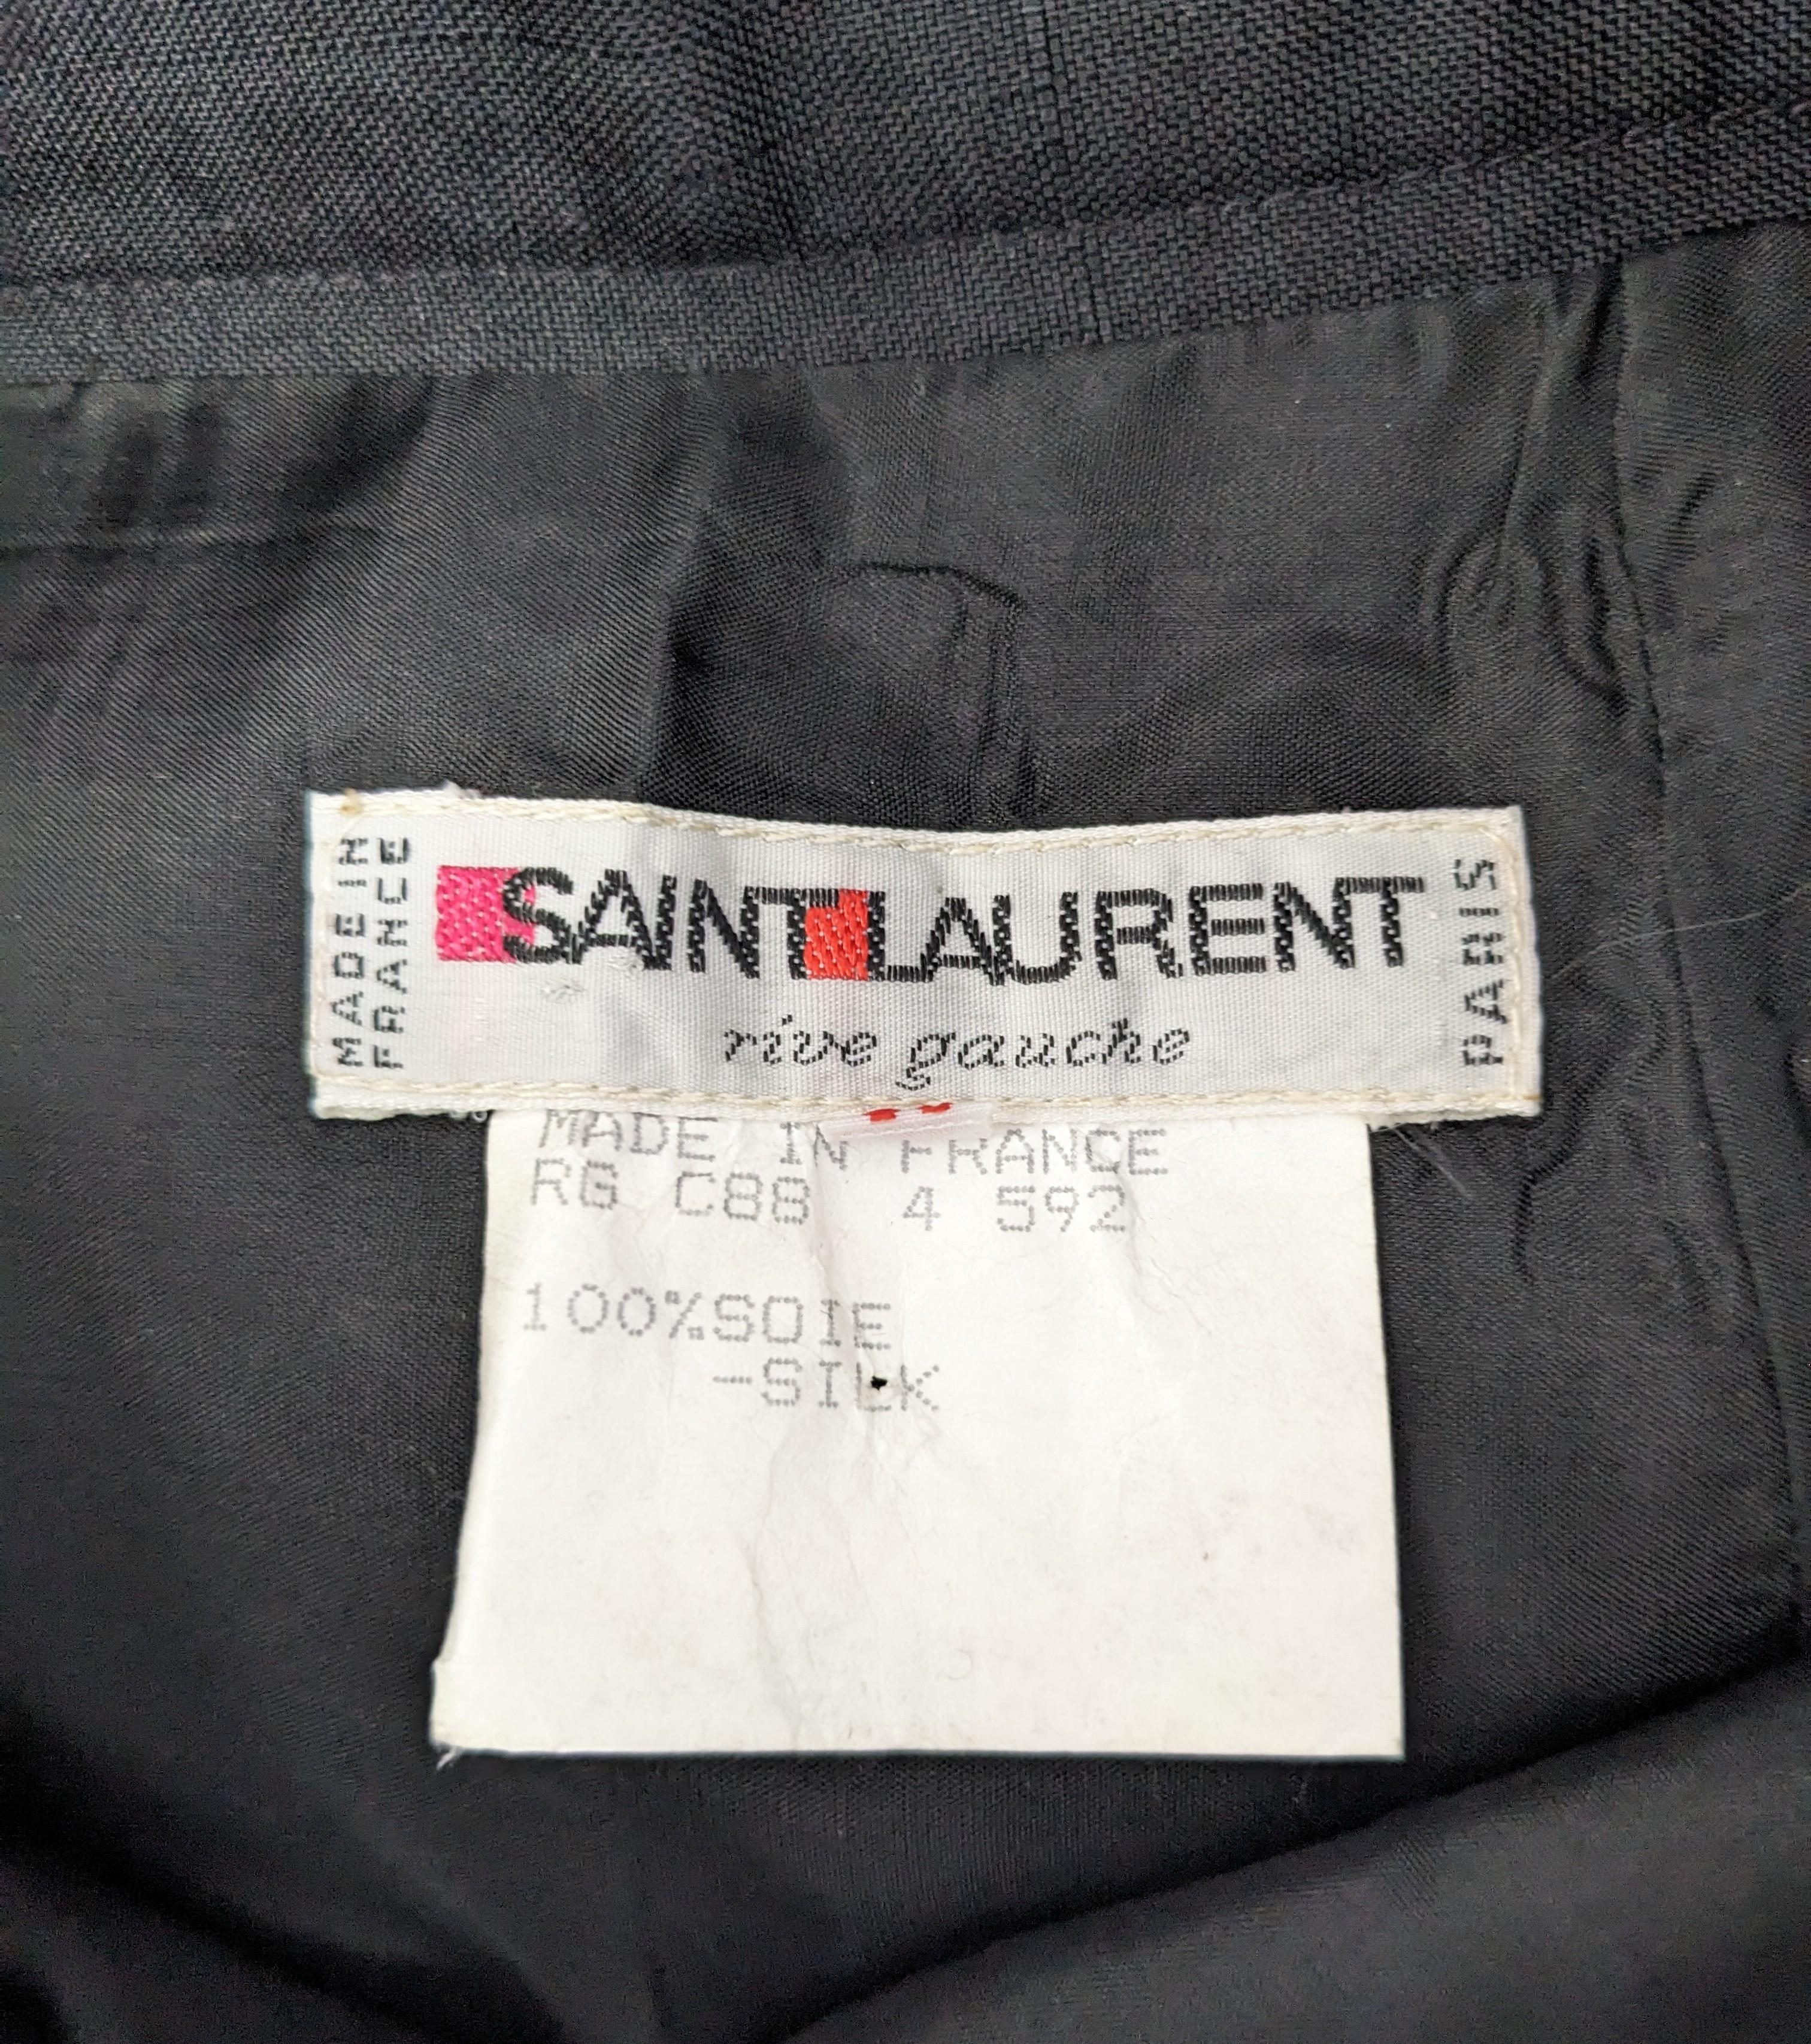 MADE IN
FRANCE
SAINT LAURENT
rive gauche
PARIS
MADE IN FRANCE
RG C88 4 592
100%SOIE
-SILK